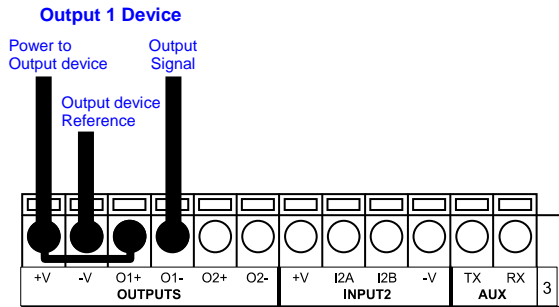 Output 1 Device
Power to
Output device
Output
Signal
Output device
Reference
+V -V O1+ O1- O2+ O2- +V I2A I2B -V TX RX
OUTPUTS INPUT2 AUX 3